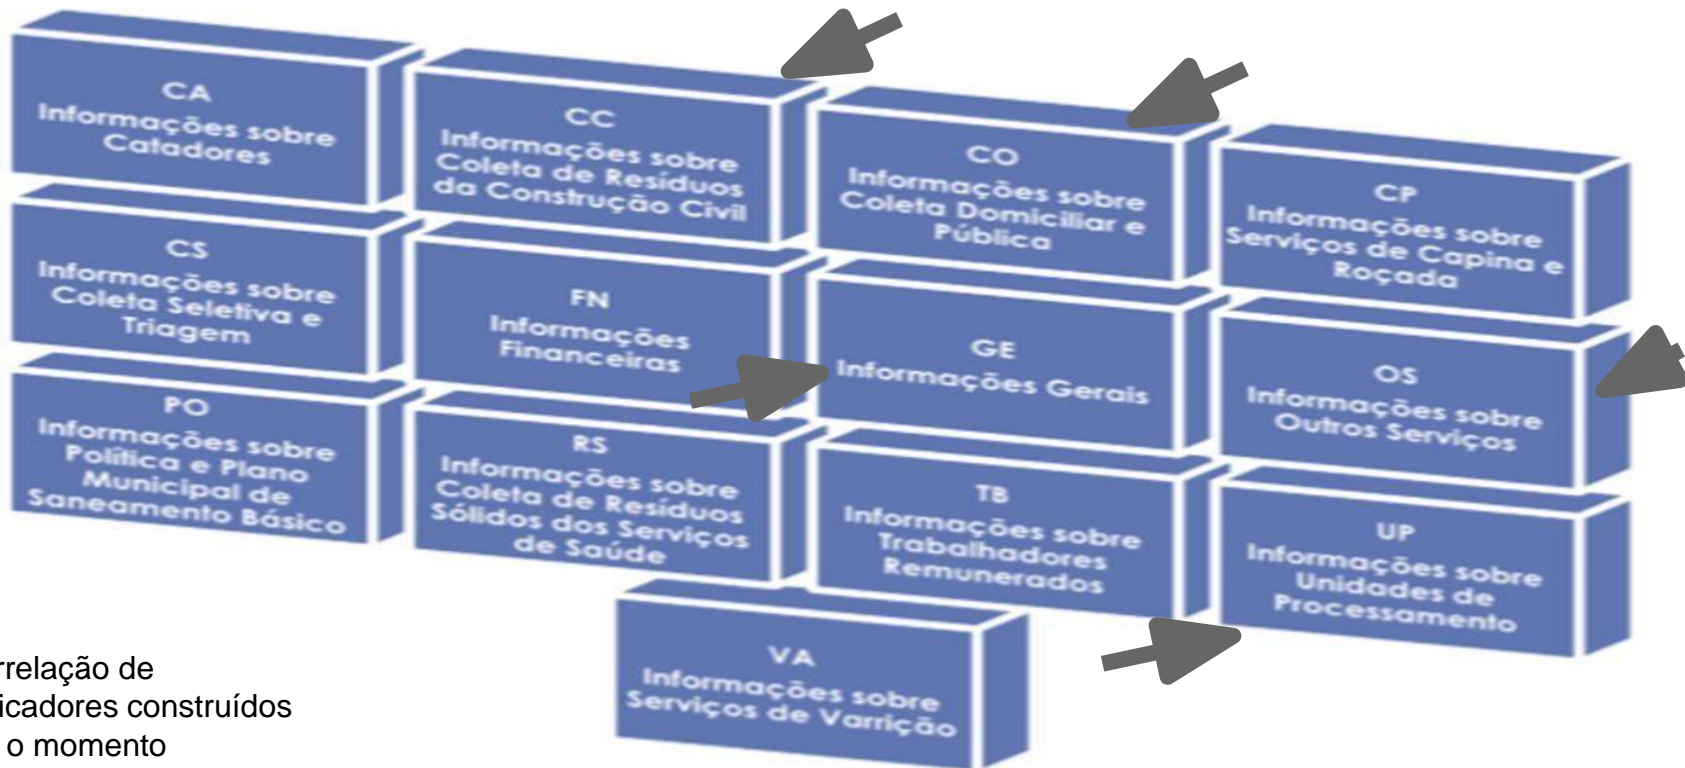 CA
Informações sobre
Catadores
CC
Informações sobre
Coleta de Resíduos
da Construção Civil
CO
Informações sobre
Coleta Domiciliar e
Pública
CP
Informações sobre
Serviços de Capina e
Roçada
CS
Informações sobre
Coleta Seletiva e
Triagem
FN
Informações
Financeiras
GE
Informações Gerais
OS
Informações sobre
Outros Serviços
PO
Informações sobre
Política e Plano
Municipal de
Saneamento Básico
RS
Informações sobre
Coleta de Resíduos
Sólidos dos Serviços
de Saúde
TB
Informações sobre
Trabalhadores
Remunerados
UP
Informações sobre
Unidades de
Processamento
VA
Informações sobre
Serviços de Varrição
rrelação de
icadores construídos
o momento